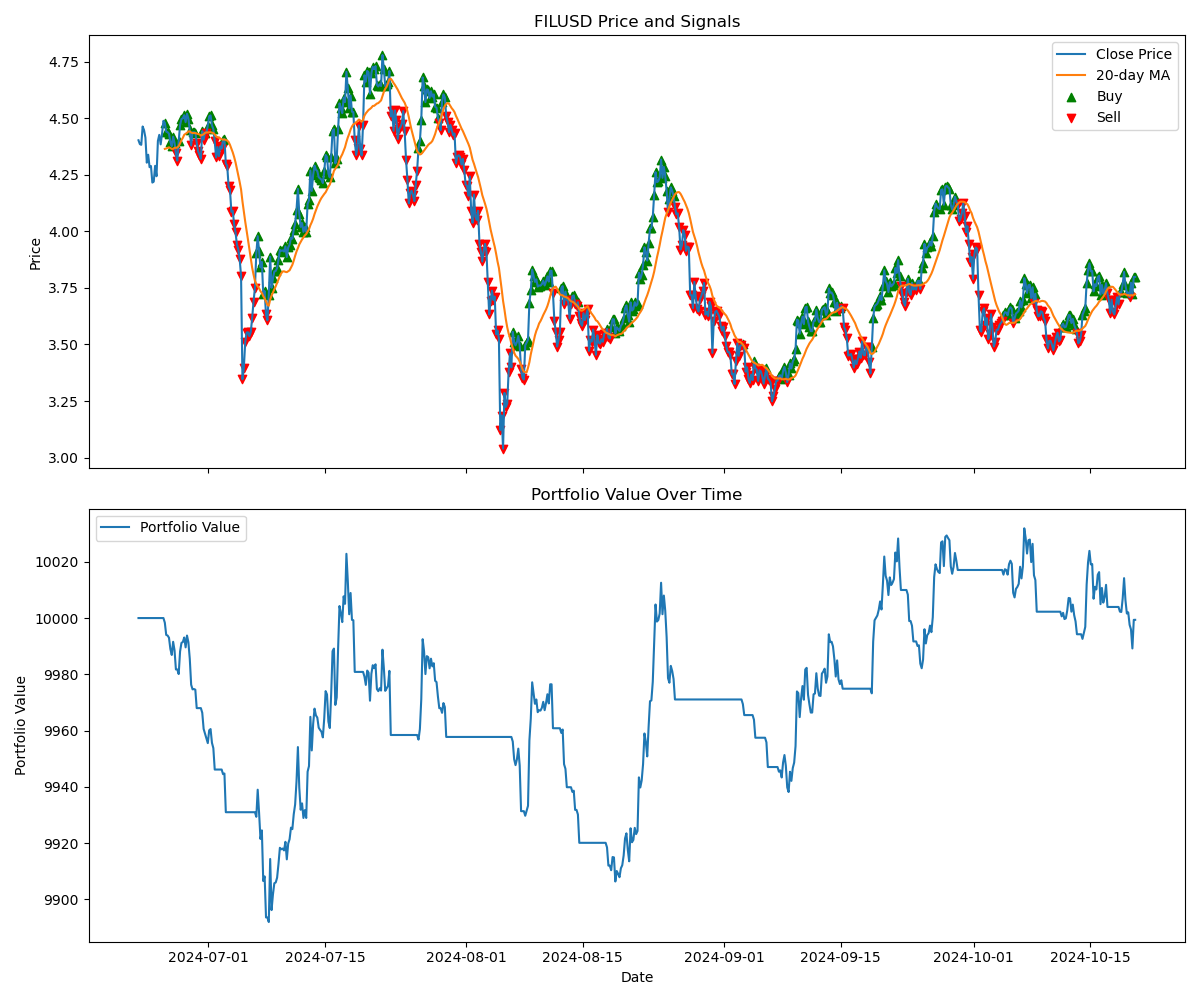 FILUSD Price and Signals
Price
4.75
4.50
4.25
4.00
3.75
3.50
3.25
3.00
Close Price
20-day MA
Buy
Sell
Portfolio Value Over Time
Portfolio Value
Portfolio Value
10020
10000
9980
9960
9940
9920
9900
2024-07-01
2024-07-15
2024-08-01
2024-08-15
2024-09-01
2024-09-15
2024-10-01
2024-10-15
Date